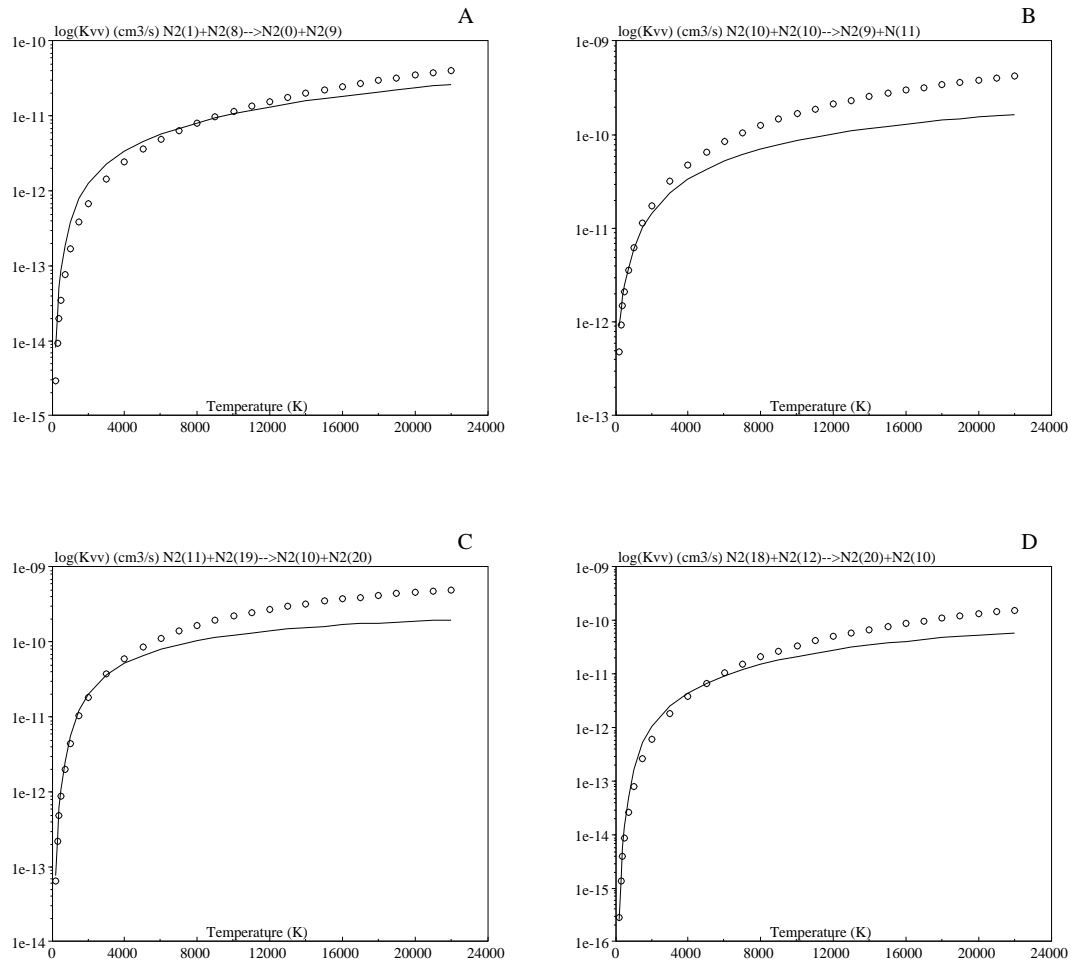 A
log(Kvv) (cm3/s) N2(1)+N2(8)-->N2(0)+N2(9)
1e-10
1e-11
1e-12
1e-13
1e-14
1e-15
Temperature (K)
0 4000 8000 12000 16000 20000 24000
B
log(Kvv) (cm3/s) N2(10)+N2(10)-->N2(9)+N(11)
1e-09
1e-10
1e-11
1e-12
1e-13
Temperature (K)
0 4000 8000 12000 16000 20000 24000
C
log(Kvv) (cm3/s) N2(11)+N2(19)-->N2(10)+N2(20)
1e-09
1e-10
1e-11
1e-12
1e-13
1e-14
Temperature (K)
0 4000 8000 12000 16000 20000 24000
D
log(Kvv) (cm3/s) N2(18)+N2(12)-->N2(20)+N2(10)
1e-09
1e-10
1e-11
1e-12
1e-13
1e-14
1e-15
1e-16
Temperature (K)
0 4000 8000 12000 16000 20000 24000